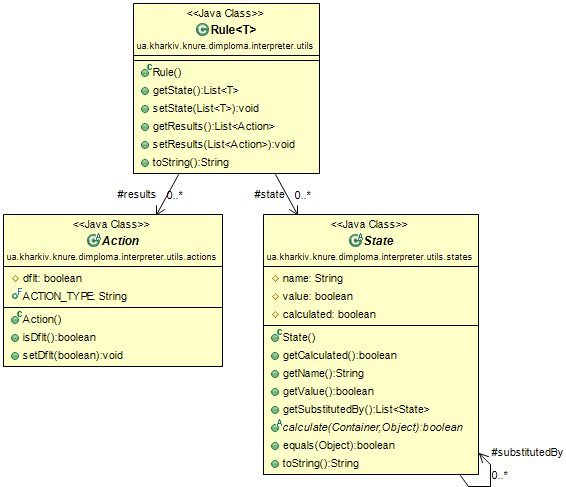 <<Java Class>>
Rule<T>
ua.kharkiv.knure.dimploma.interpreter.utils
Rule()
getState():List<T>
setState(List<T>):void
getResults():List<Action>
setResults(List<Action>):void
toString():String
#results
0..*
#state
0..*
<<Java Class>>
Action
ua.kharkiv.knure.dimploma.interpreter.utils.actions
dflt: boolean
ACTION_TYPE: String
Action()
isDflt():boolean
setDflt(boolean):void
<<Java Class>>
State
ua.kharkiv.knure.dimploma.interpreter.utils.states
name: String
value: boolean
calculated: boolean
State()
getCalculated():boolean
getName():String
getValue():boolean
getSubstitutedBy():List<State>
calculate(Container,Object):boolean
equals(Object):boolean
toString():String
#substitutedBy
0..*